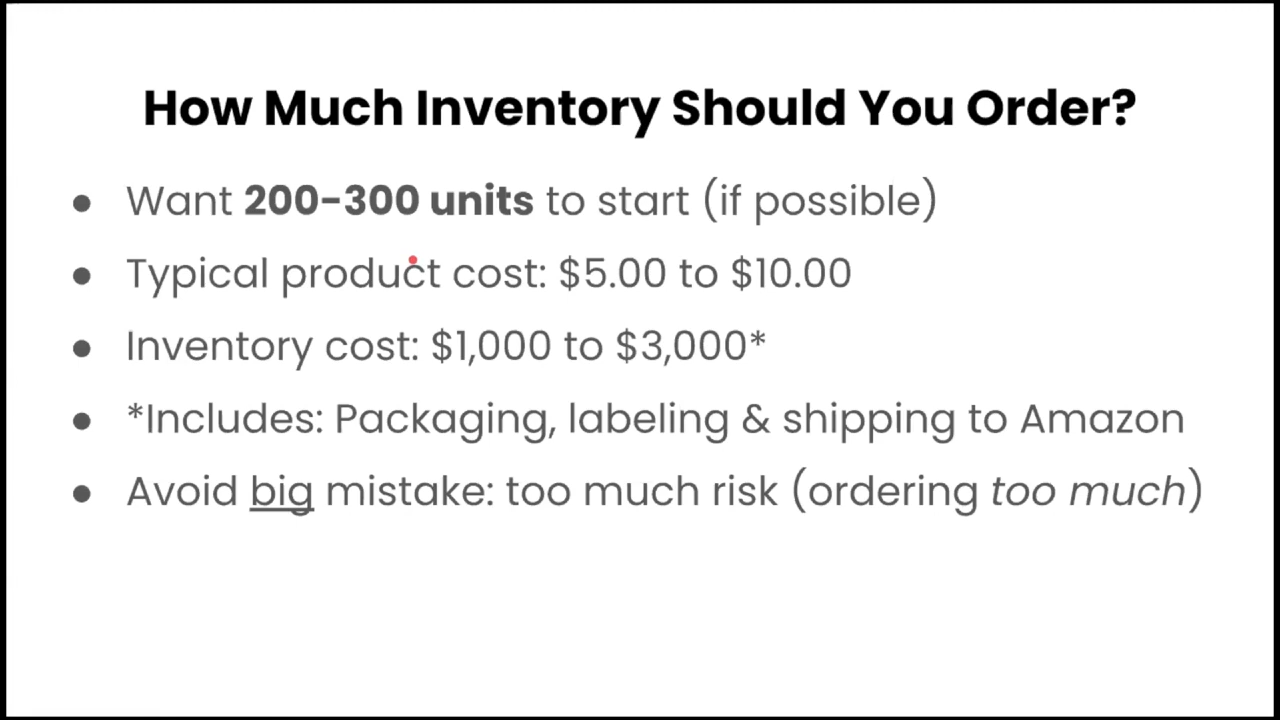 How Much Inventory Should You Order?
● Want 200-300 units to start (if possible)
● Typical product cost: $5.00 to $10.00
● Inventory cost: $1,000 to $3,000*
● *Includes: Packaging, labeling & shipping to Amazon
● Avoid big mistake: too much risk (ordering too much)